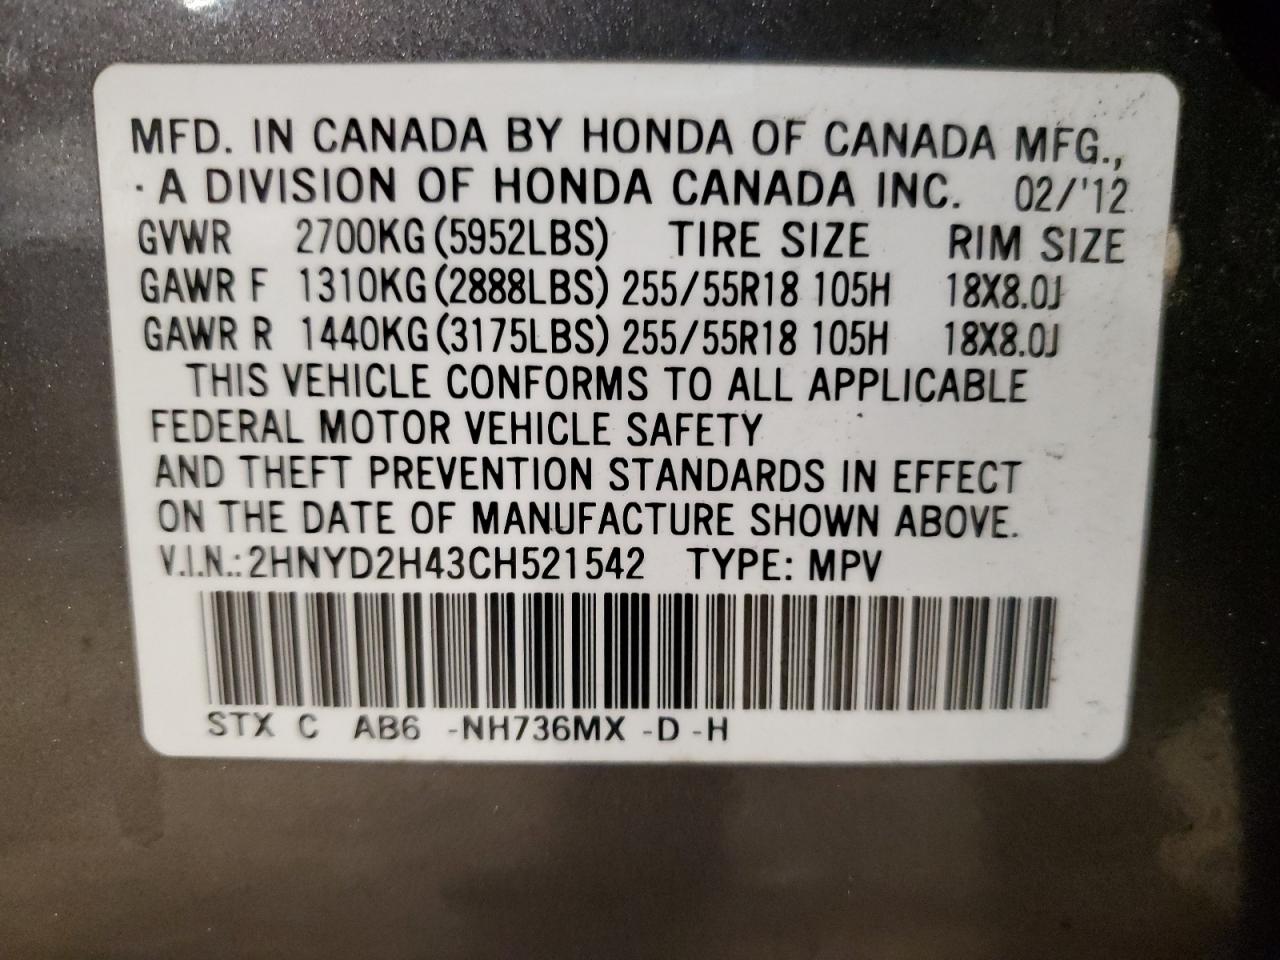 MFD. IN CANADA BY HONDA OF CANADA MFG.,
· A DIVISION OF HONDA CANADA INC. 02/'12
GVWR 2700KG (5952LBS) TIRE SIZE RIM SIZE
GAWR F 1310KG (2888LBS) 255/55R18 105H 18X8.0J
GAWR R 1440KG (3175LBS) 255/55R18 105H 18X8.0J
THIS VEHICLE CONFORMS TO ALL APPLICABLE
FEDERAL MOTOR VEHICLE SAFETY
AND THEFT PREVENTION STANDARDS IN EFFECT
ON THE DATE OF MANUFACTURE SHOWN ABOVE.
V.I.N.: 2HNYD2H43CH521542 TYPE: MPV
STX C AB6 -NH736MX -D -H